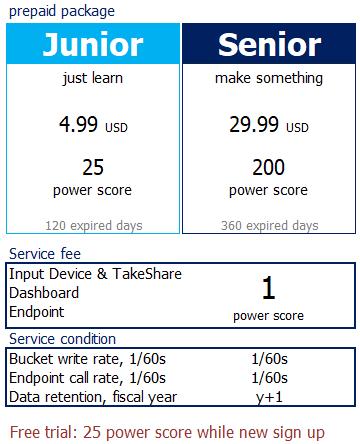 prepaid package
Junior Senior
just learn make something
4.99 USD 29.99 USD
25 200
power score power score
120 expired days 360 expired days
Service fee
Input Device & TakeShare
Dashboard 1
Endpoint power score
Service condition
Bucket write rate, 1/60s 1/60s
Endpoint call rate, 1/60s 1/60s
Data retention, fiscal year y+1
Free trial: 25 power score while new sign up